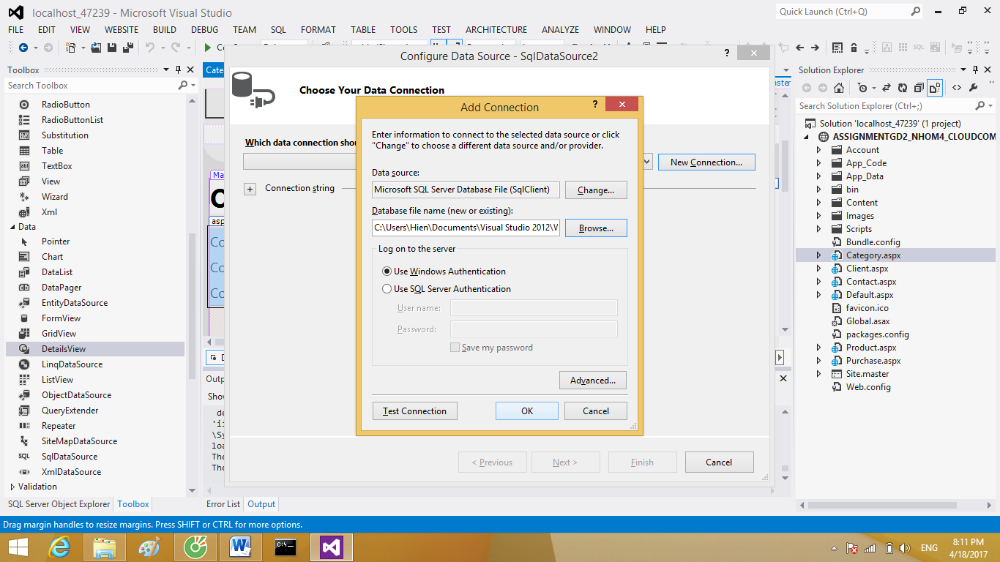 localhost_47239 - Microsoft Visual Studio
Quick Launch (Ctrl+Q)
FILE EDIT VIEW WEBSITE BUILD DEBUG TEAM SQL FORMAT TABLE TOOLS TEST ARCHITECTURE ANALYZE WINDOW HELP
Toolbox
Search Toolbox
RadioButton
RadioButtonList
Substitution
Table
TextBox
View
Wizard
Xml
Data
Pointer
Chart
DataList
DataPager
EntityDataSource
FormView
GridView
DetailsView
LinqDataSource
ListView
ObjectDataSource
QueryExtender
Repeater
SiteMapDataSource
SqlDataSource
XmlDataSource
Validation
SQL Server Object Explorer Toolbox
Configure Data Source - SqlDataSource2
?
Choose Your Data Connection
Which data connection shou
New Connection...
Connection string
< Previous Next > Finish Cancel
Add Connection
?
Enter information to connect to the selected data source or click
"Change" to choose a different data source and/or provider.
Data source:
Microsoft SQL Server Database File (SqlClient) Change...
Database file name (new or existing):
C:\Users\Hien\Documents\Visual Studio 2012\V Browse...
Log on to the server
Use Windows Authentication
Use SQL Server Authentication
User name:
Password:
Save my password
Advanced...
Test Connection OK Cancel
Error List Output
Solution Explorer
Search Solution Explorer (Ctrl+;)
Solution 'localhost_47239' (1 project)
ASSIGNMENTGD2_NHOM4_CLOUDCOM
Account
App_Code
App_Data
bin
Content
Images
Scripts
Bundle.config
Category.aspx
Client.aspx
Contact.aspx
Default.aspx
favicon.ico
Global.asax
packages.config
Product.aspx
Purchase.aspx
Site.master
Web.config
Drag margin handles to resize margins. Press SHIFT or CTRL for more options.
ENG
8:11 PM
4/18/2017